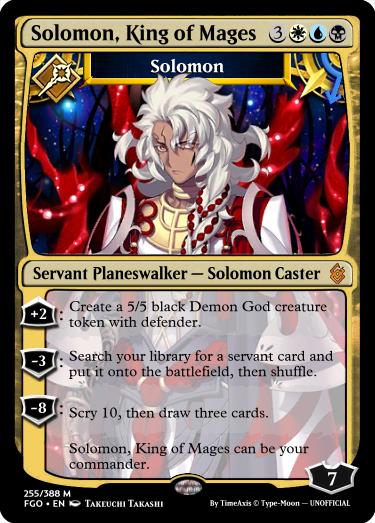 Solomon, King of Mages 3
Solomon
Servant Planeswalker — Solomon Caster
+2: Create a 5/5 black Demon God creature
token with defender.
-3: Search your library for a servant card and
put it onto the battlefield, then shuffle.
-8: Scry 10, then draw three cards.
Solomon, King of Mages can be your
commander.
7
255/388 M
FGO • EN TAKEUCHI TAKASHI
By TimeAxis © Type-Moon — UNOFFICIAL